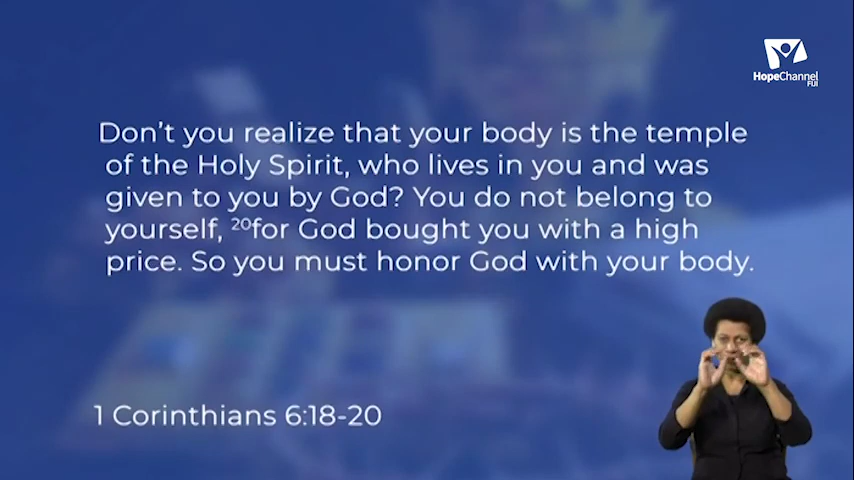 HopeChannel
FIJI
Don't you realize that your body is the temple
of the Holy Spirit, who lives in you and was
given to you by God? You do not belong to
yourself, ²⁰for God bought you with a high
price. So you must honor God with your body.
1 Corinthians 6:18-20